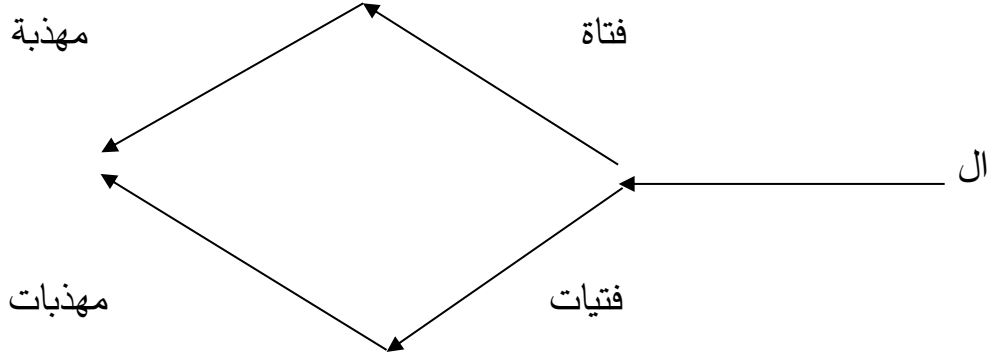 فتاة
مهذبة
ال
فتيات
مهذبات